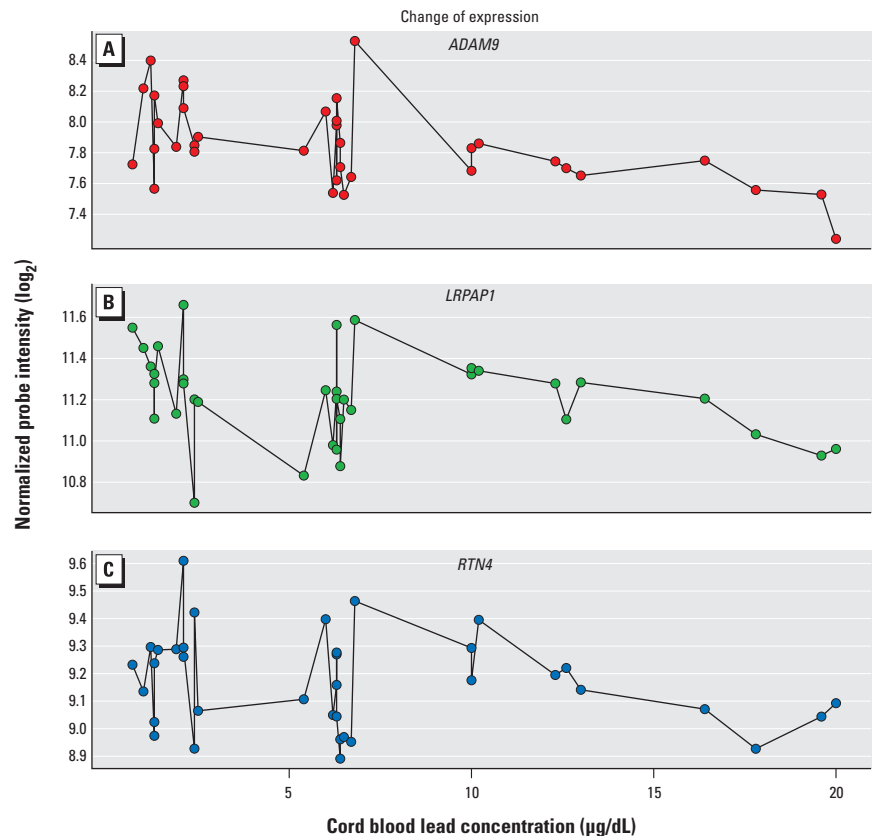 Change of expression
A
ADAM9
8.4
8.2
8.0
7.8
7.6
7.4
B
LRPAP1
11.6
11.4
11.2
11.0
10.8
C
RTN4
9.6
9.5
9.4
9.3
9.2
9.1
9.0
8.9
Normalized probe intensity (log₂)
5 10 15 20
Cord blood lead concentration (μg/dL)